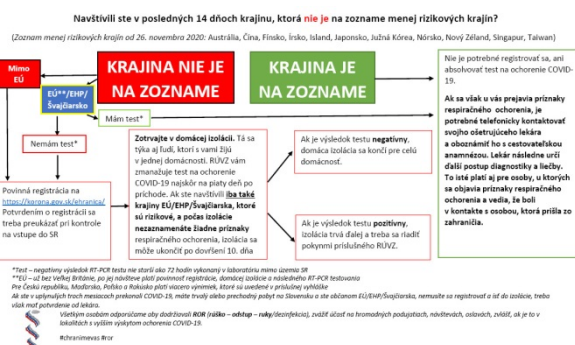 Navštívili ste v posledných 14 dňoch krajinu, ktorá nie je na zozname menej rizikových krajín?
(Zoznam menej rizikových krajín od 26. novembra 2020: Austrália, Čína, Fínsko, Írsko, Island, Japonsko, Južná Kórea, Nórsko, Nový Zéland, Singapur, Taiwan)
Mimo
EÚ
EÚ**/EHP/
Švajčiarsko
KRAJINA NIE JE
NA ZOZNAME
KRAJINA JE
NA ZOZNAME
Mám test*
Nemám test*
Povinná registrácia na
https://korona.gov.sk/ehranica/
Potvrdením o registrácii sa
treba preukázať pri kontrole
na vstupe do SR
Zotrvajte v domácej izolácii. Tá sa
týka aj ľudí, ktorí s vami žijú
v jednej domácnosti. RÚVZ vám
zmanažuje test na ochorenie
COVID-19 najskôr na piaty deň po
príchode. Ak ste navštívili iba také
krajiny EÚ/EHP/Švajčiarska, ktoré
sú rizikové, a počas izolácie
nezaznamenáte žiadne príznaky
respiračného ochorenia, izolácia sa
môže ukončiť po dovŕšení 10. dňa
Ak je výsledok testu negatívny,
domáca izolácia sa končí pre celú
domácnosť.
Ak je výsledok testu pozitívny,
izolácia trvá ďalej a treba sa riadiť
pokynmi príslušného RÚVZ.
Nie je potrebné registrovať sa, ani
absolvovať test na ochorenie COVID-
19.
Ak sa však u vás prejavia príznaky
respiračného ochorenia, je
potrebné telefonicky kontaktovať
svojho ošetrujúceho lekára
a oboznámiť ho s cestovateľskou
anamnézou. Lekár následne určí
ďalší postup diagnostiky a liečby.
To isté platí aj pre osoby, u ktorých
sa objavia príznaky respiračného
ochorenia a vedia, že boli
v kontakte s osobou, ktorá prišla zo
zahraničia.
*Test – negatívny výsledok RT-PCR testu nie starší ako 72 hodín vykonaný v laboratóriu mimo územia SR
**EÚ – už bez Veľkej Británie, po jej návšteve platí povinnosť registrácie, domácej izolácie a následného RT-PCR testovania
Pre Českú republiku, Maďarsko, Poľsko a Rakúsko platí viacero výnimiek, ktoré sú uvedené v príslušnej vyhláške
Ak ste v uplynulých troch mesiacoch prekonali COVID-19, máte trvalý alebo prechodný pobyt na Slovensku a ste občanom EÚ/EHP/Švajčiarska, nemusíte sa registrovať a ísť do izolácie, treba
však mať potvrdenie od lekára.
Všetkým osobám odporúčame aby dodržiavali ROR (rúško – odstup – ruky/dezinfekcia), zvážiť účasť na hromadných podujatiach, návštevách, oslavách, zvlášť, ak je to v
lokalitách s vyšším výskytom ochorenia COVID-19.
#chranimevas #ror